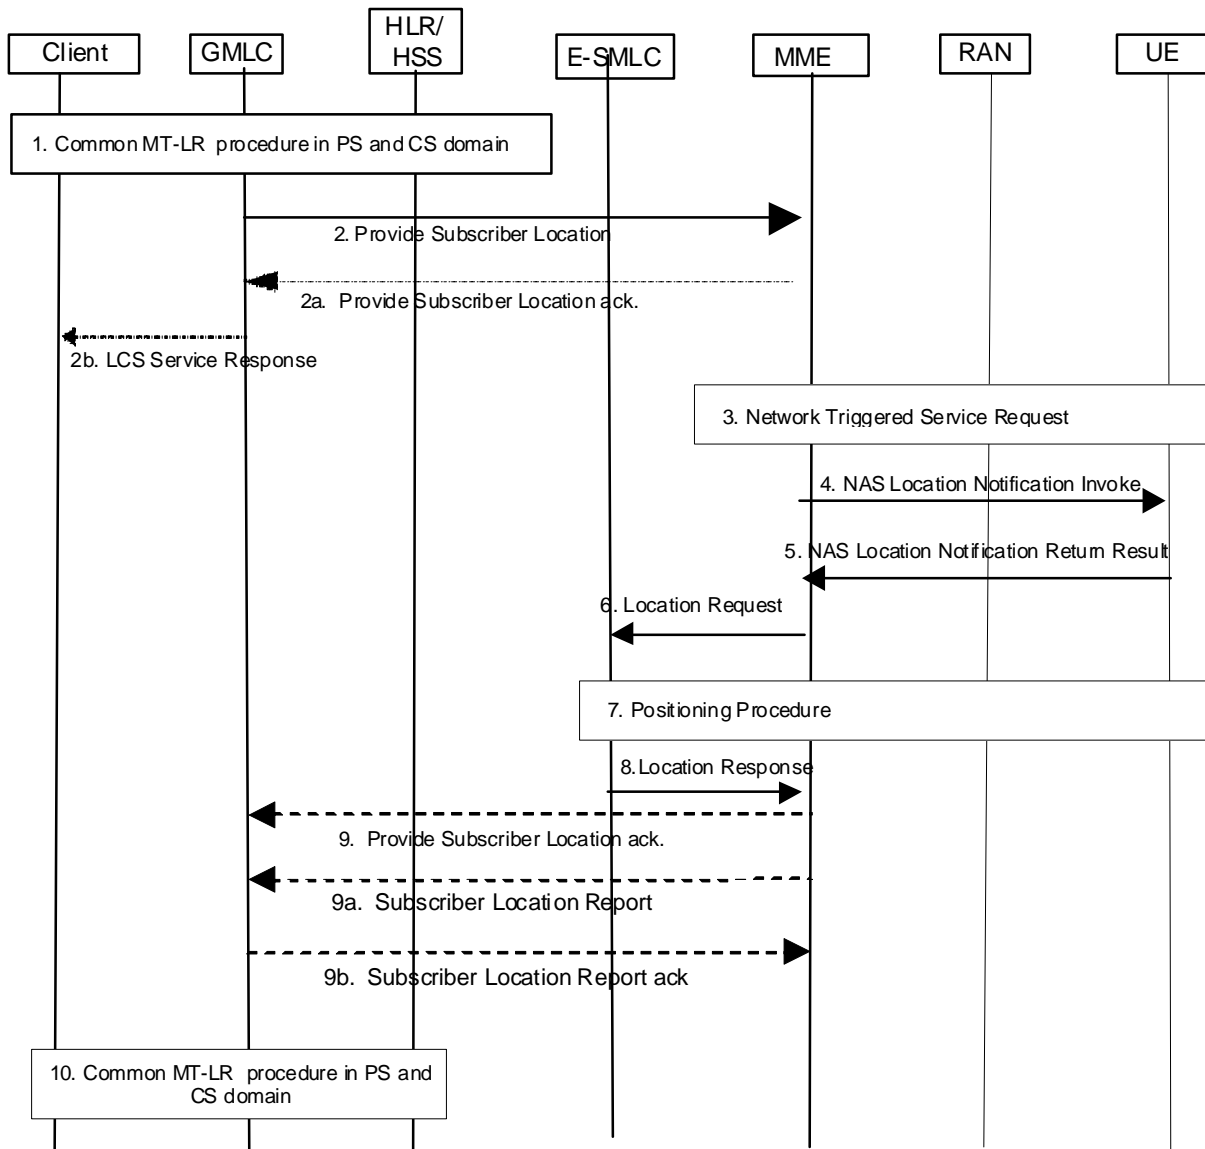 Client
GMLC
HLR/
HSS
E-SMLC
MME
RAN
UE
1. Common MT-LR procedure in PS and CS domain
2. Provide Subscriber Location
2a. Provide Subscriber Location ack.
2b. LCS Service Response
3. Network Triggered Service Request
4. NAS Location Notification Invoke
5. NAS Location Notification Return Result
6. Location Request
7. Positioning Procedure
8.Location Response
9. Provide Subscriber Location ack.
9a. Subscriber Location Report
9b. Subscriber Location Report ack
10. Common MT-LR procedure in PS and
CS domain